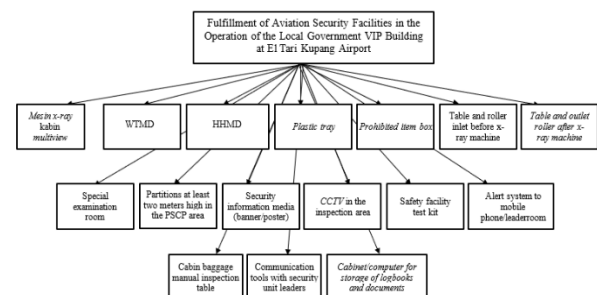 Fulfillment of Aviation Security Facilities in the
Operation of the Local Government VIP Building
at El Tari Kupang Airport
Mesin x-ray
kabin
multiview
WTMD
HHMD
Plastic tray
Prohibited item box
Table and roller
inlet before x-
ray machine
Table and outlet
roller after x-
ray machine
Special
examination
room
Partitions at least
two meters high in
the PSCP area
Security
information media
(banner/poster)
CCTV in the
inspection area
Safety facility
test kit
Alert system to
mobile
phone/leaderroom
Cabin baggage
manual inspection
table
Communication
tools with security
unit leaders
Cabinet/computer for
storage of logbooks
and documents